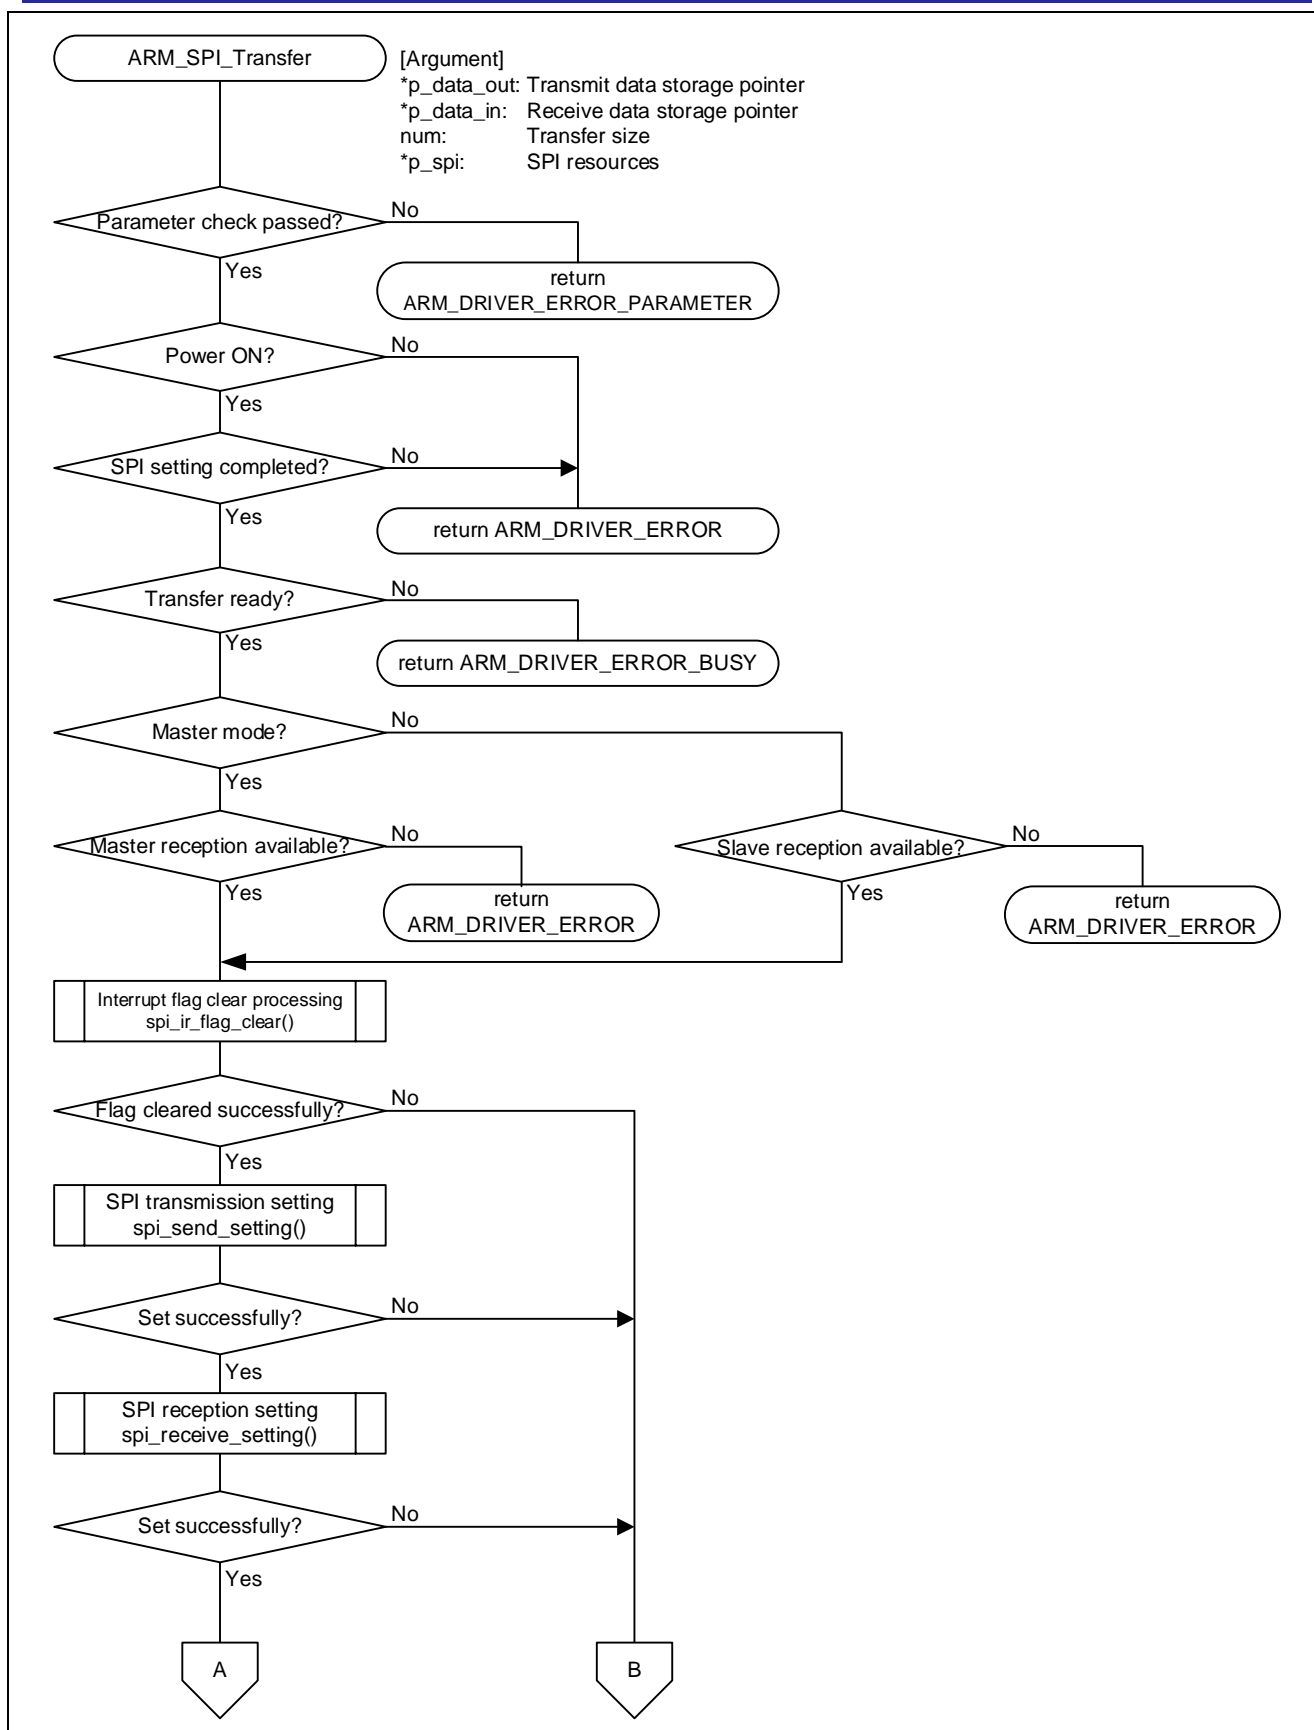 ARM_SPI_Transfer
[Argument]
*p_data_out: Transmit data storage pointer
*p_data_in: Receive data storage pointer
num: Transfer size
*p_spi: SPI resources
Parameter check passed?
No
Yes
return
ARM_DRIVER_ERROR_PARAMETER
Power ON?
No
Yes
SPI setting completed?
No
Yes
return ARM_DRIVER_ERROR
Transfer ready?
No
Yes
return ARM_DRIVER_ERROR_BUSY
Master mode?
No
Yes
Master reception available?
No
Yes
return
ARM_DRIVER_ERROR
Slave reception available?
No
Yes
return
ARM_DRIVER_ERROR
Interrupt flag clear processing
spi_ir_flag_clear()
Flag cleared successfully?
No
Yes
SPI transmission setting
spi_send_setting()
Set successfully?
No
Yes
SPI reception setting
spi_receive_setting()
Set successfully?
No
Yes
A
B